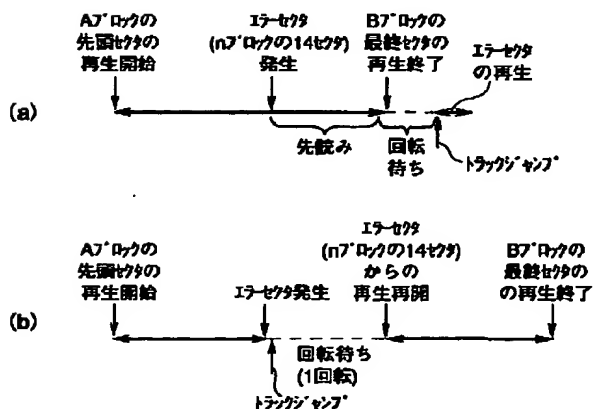 Aブロックの
先頭セクタの
再生開始
エラーセクタ
(nブロックの14セクタ)
発生
Bブロックの
最終セクタの
再生終了
エラーセクタ
の再生
(a)
先読み
回転
待ち
トラックジャンプ
Aブロックの
先頭セクタの
再生開始
エラーセクタ発生
エラーセクタ
(nブロックの14セクタ)
からの
再生再開
Bブロックの
最終セクタの
の再生終了
(b)
回転待ち
(1回転)
トラックジャンプ